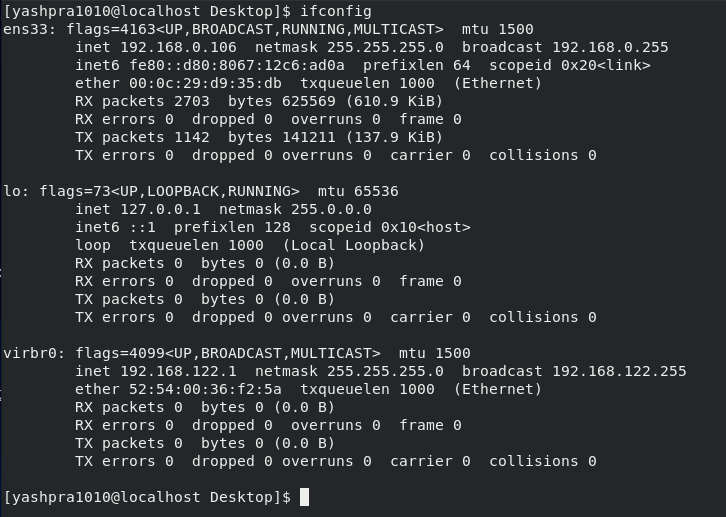 [yashpra1010@localhost Desktop]$ ifconfig
ens33: flags=4163<UP,BROADCAST,RUNNING,MULTICAST>  mtu 1500
        inet 192.168.0.106  netmask 255.255.255.0  broadcast 192.168.0.255
        inet6 fe80::d80:8067:12c6:ad0a  prefixlen 64  scopeid 0x20<link>
        ether 00:0c:29:d9:35:db  txqueuelen 1000  (Ethernet)
        RX packets 2703  bytes 625569 (610.9 KiB)
        RX errors 0  dropped 0  overruns 0  frame 0
        TX packets 1142  bytes 141211 (137.9 KiB)
        TX errors 0  dropped 0 overruns 0  carrier 0  collisions 0

lo: flags=73<UP,LOOPBACK,RUNNING>  mtu 65536
        inet 127.0.0.1  netmask 255.0.0.0
        inet6 ::1  prefixlen 128  scopeid 0x10<host>
        loop  txqueuelen 1000  (Local Loopback)
        RX packets 0  bytes 0 (0.0 B)
        RX errors 0  dropped 0  overruns 0  frame 0
        TX packets 0  bytes 0 (0.0 B)
        TX errors 0  dropped 0 overruns 0  carrier 0  collisions 0

virbr0: flags=4099<UP,BROADCAST,MULTICAST>  mtu 1500
        inet 192.168.122.1  netmask 255.255.255.0  broadcast 192.168.122.255
        ether 52:54:00:36:f2:5a  txqueuelen 1000  (Ethernet)
        RX packets 0  bytes 0 (0.0 B)
        RX errors 0  dropped 0  overruns 0  frame 0
        TX packets 0  bytes 0 (0.0 B)
        TX errors 0  dropped 0 overruns 0  carrier 0  collisions 0

[yashpra1010@localhost Desktop]$